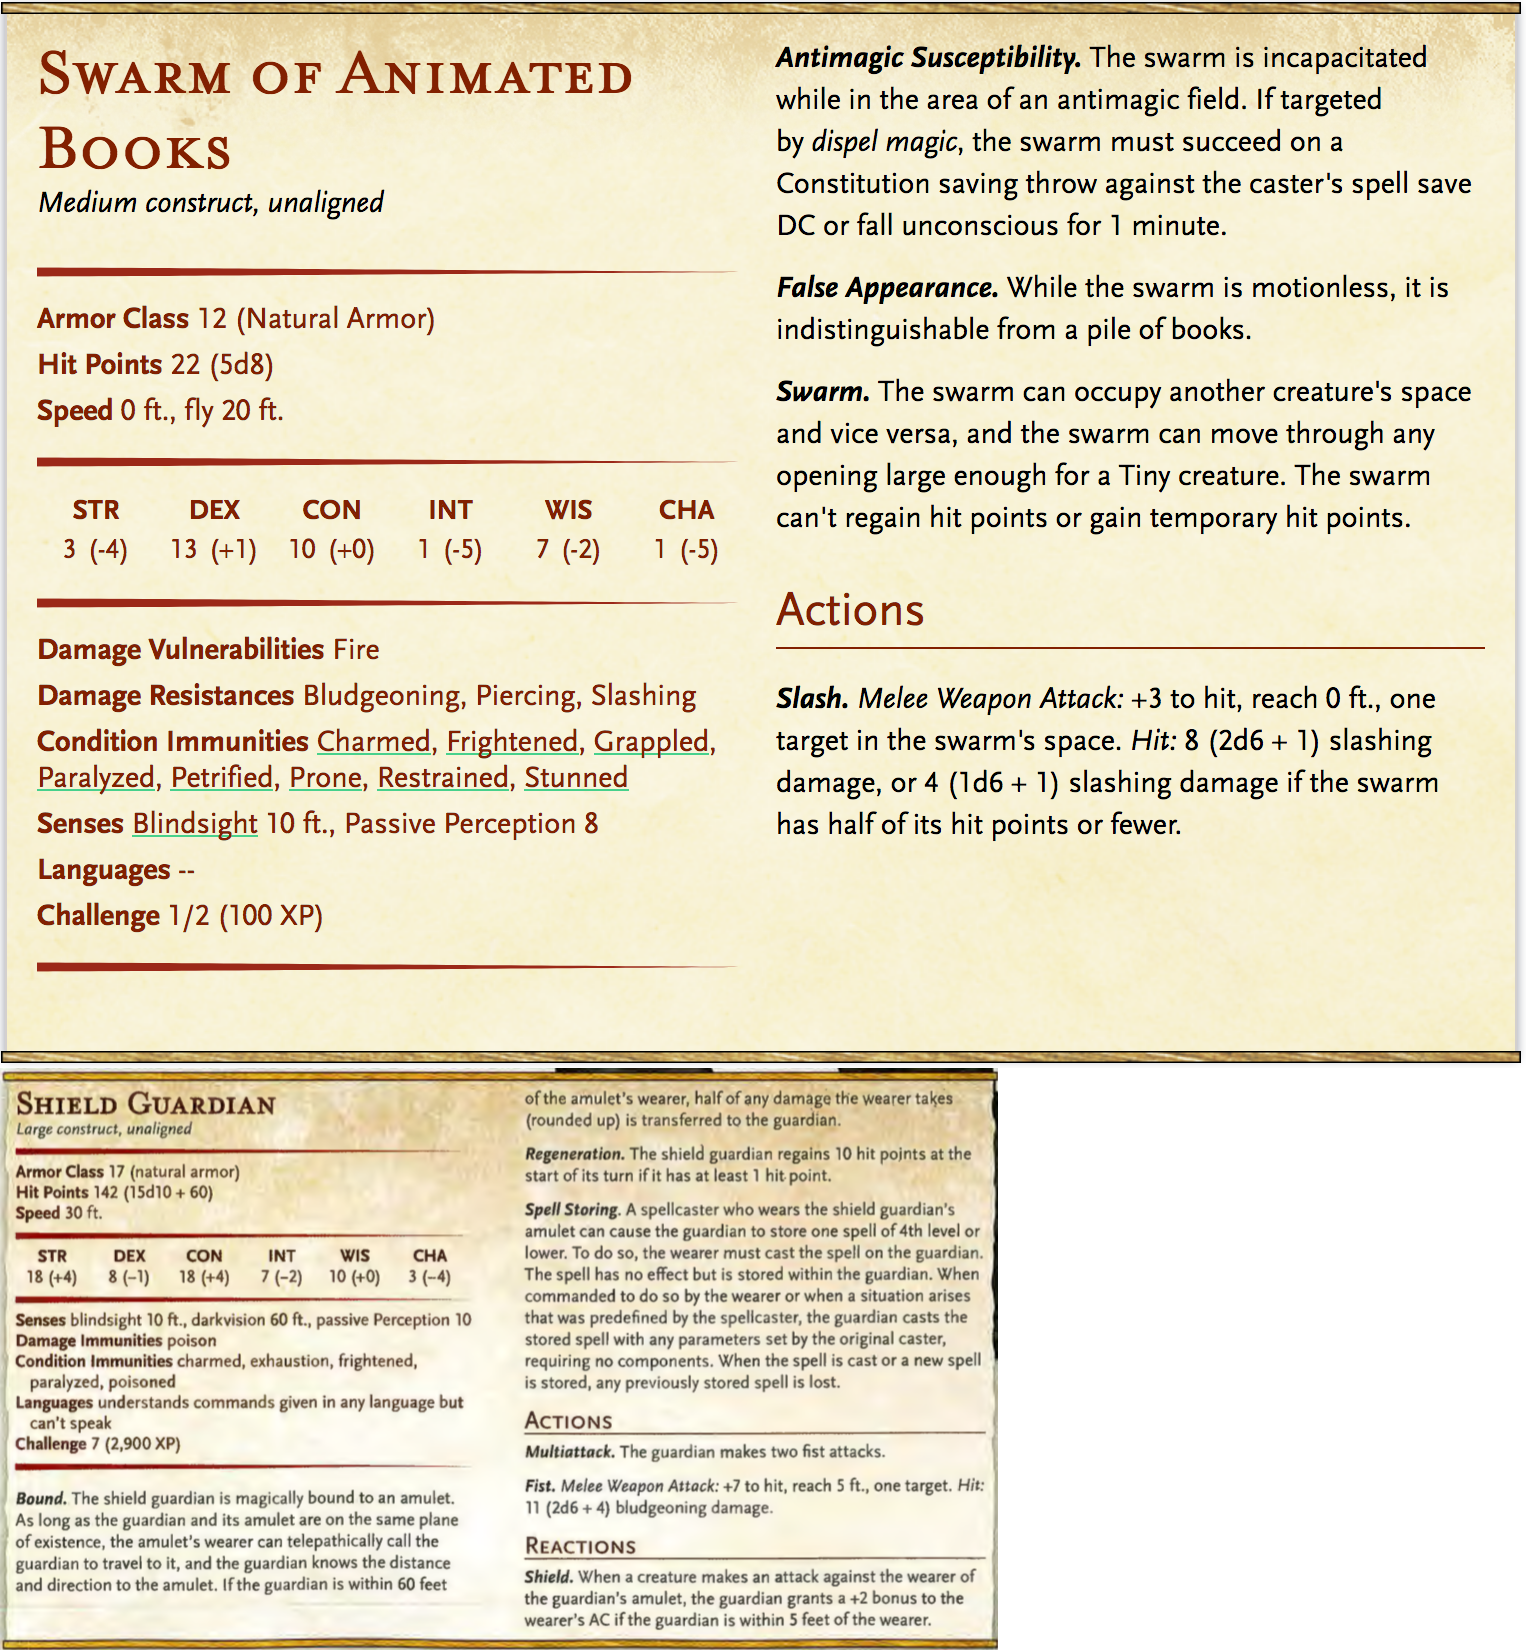 Swarm of Animated
Books
Medium construct, unaligned
Armor Class 12 (Natural Armor)
Hit Points 22 (5d8)
Speed 0 ft., fly 20 ft.
STR DEX CON INT WIS CHA
3 (-4) 13 (+1) 10 (+0) 1 (-5) 7 (-2) 1 (-5)
Damage Vulnerabilities Fire
Damage Resistances Bludgeoning, Piercing, Slashing
Condition Immunities Charmed, Frightened, Grappled,
Paralyzed, Petrified, Prone, Restrained, Stunned
Senses Blindsight 10 ft., Passive Perception 8
Languages --
Challenge 1/2 (100 XP)
Antimagic Susceptibility. The swarm is incapacitated
while in the area of an antimagic field. If targeted
by dispel magic, the swarm must succeed on a
Constitution saving throw against the caster's spell save
DC or fall unconscious for 1 minute.
False Appearance. While the swarm is motionless, it is
indistinguishable from a pile of books.
Swarm. The swarm can occupy another creature's space
and vice versa, and the swarm can move through any
opening large enough for a Tiny creature. The swarm
can't regain hit points or gain temporary hit points.
Actions
Slash. Melee Weapon Attack: +3 to hit, reach 0 ft., one
target in the swarm's space. Hit: 8 (2d6 + 1) slashing
damage, or 4 (1d6 + 1) slashing damage if the swarm
has half of its hit points or fewer.
Shield Guardian
Large construct, unaligned
Armor Class 17 (natural armor)
Hit Points 142 (15d10 + 60)
Speed 30 ft.
STR DEX CON INT WIS CHA
18 (+4) 8 (−1) 18 (+4) 7 (−2) 10 (+0) 3 (−4)
Senses blindsight 10 ft., darkvision 60 ft., passive Perception 10
Damage Immunities poison
Condition Immunities charmed, exhaustion, frightened,
paralyzed, poisoned
Languages understands commands given in any language but
can't speak
Challenge 7 (2,900 XP)
Bound. The shield guardian is magically bound to an amulet.
As long as the guardian and its amulet are on the same plane
of existence, the amulet's wearer can telepathically call the
guardian to travel to it, and the guardian knows the distance
and direction to the amulet. If the guardian is within 60 feet
of the amulet's wearer, half of any damage the wearer takes
(rounded up) is transferred to the guardian.
Regeneration. The shield guardian regains 10 hit points at the
start of its turn if it has at least 1 hit point.
Spell Storing. A spellcaster who wears the shield guardian's
amulet can cause the guardian to store one spell of 4th level or
lower. To do so, the wearer must cast the spell on the guardian.
The spell has no effect but is stored within the guardian. When
commanded to do so by the wearer or when a situation arises
that was predefined by the spellcaster, the guardian casts the
stored spell with any parameters set by the original caster,
requiring no components. When the spell is cast or a new spell
is stored, any previously stored spell is lost.
Actions
Multiattack. The guardian makes two fist attacks.
Fist. Melee Weapon Attack: +7 to hit, reach 5 ft., one target. Hit:
11 (2d6 + 4) bludgeoning damage.
Reactions
Shield. When a creature makes an attack against the wearer of
the guardian's amulet, the guardian grants a +2 bonus to the
wearer's AC if the guardian is within 5 feet of the wearer.